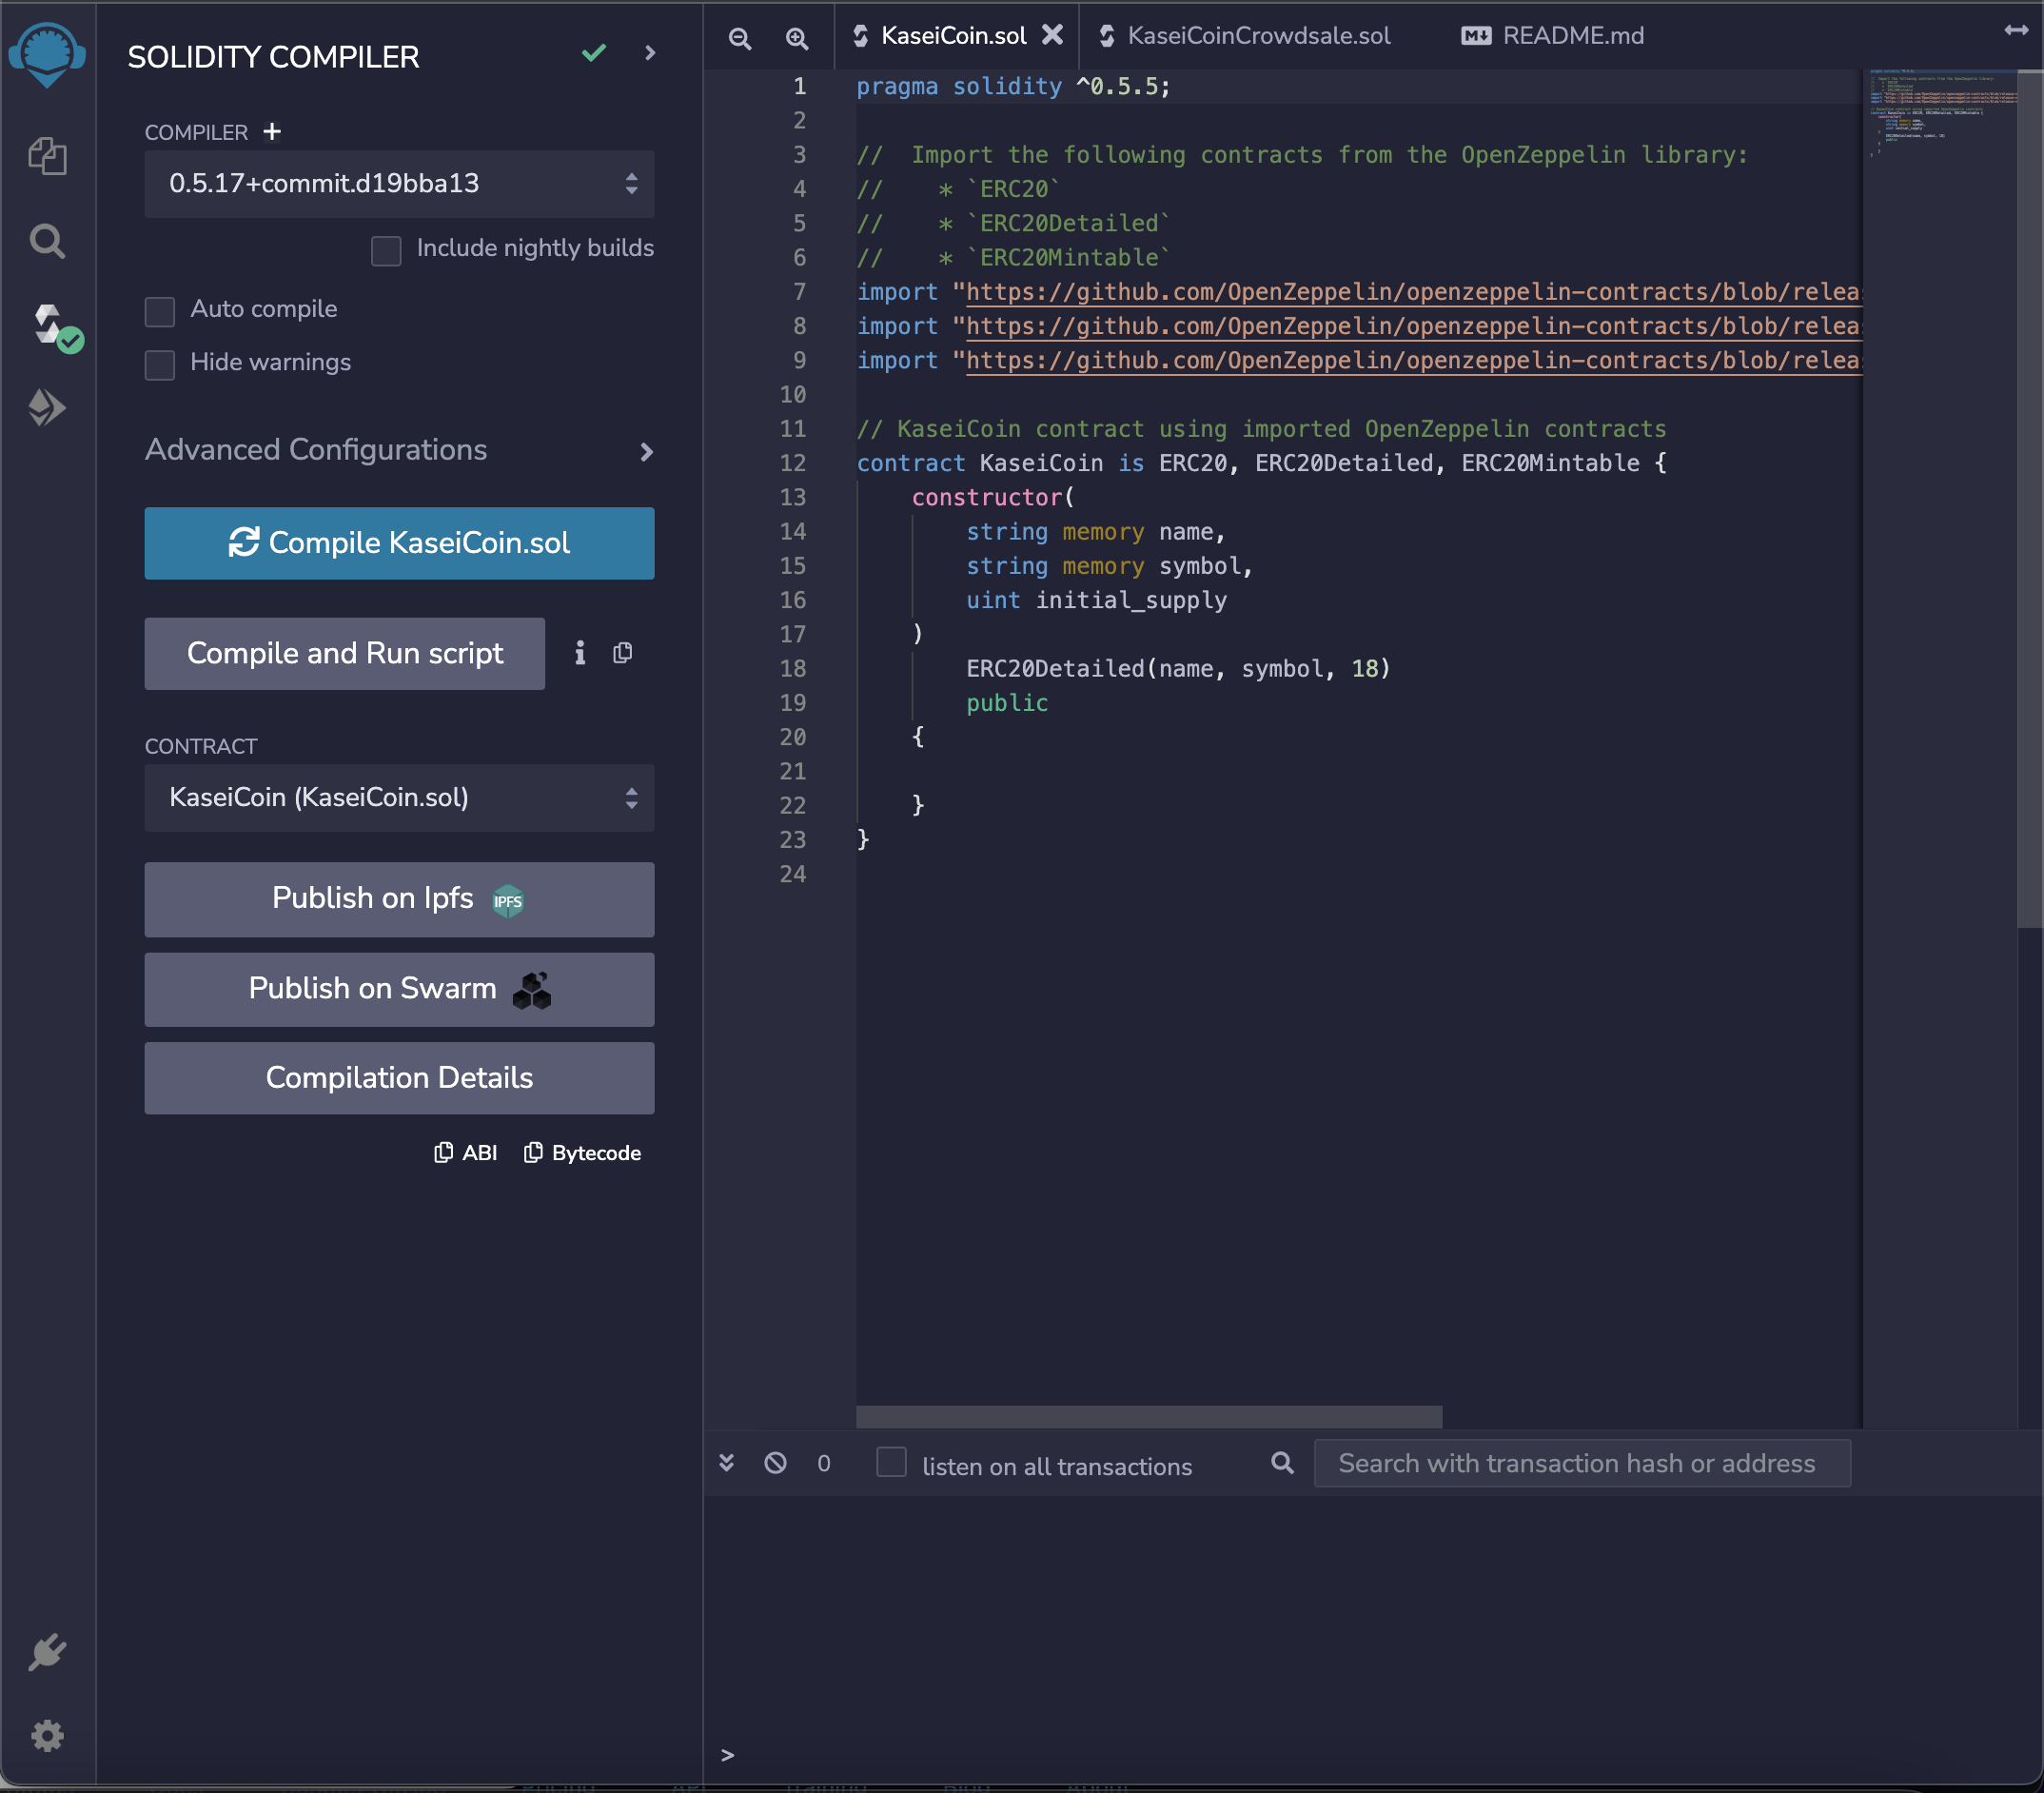 SOLIDITY COMPILER
COMPILER +
0.5.17+commit.d19bba13
Include nightly builds
Auto compile
Hide warnings
Advanced Configurations
Compile KaseiCoin.sol
Compile and Run script
CONTRACT
KaseiCoin (KaseiCoin.sol)
Publish on Ipfs IPFS
Publish on Swarm
Compilation Details
ABI Bytecode
KaseiCoin.sol KaseiCoinCrowdsale.sol README.md
1 pragma solidity ^0.5.5;
2
3 //  Import the following contracts from the OpenZeppelin library:
4 //    * `ERC20`
5 //    * `ERC20Detailed`
6 //    * `ERC20Mintable`
7 import "https://github.com/OpenZeppelin/openzeppelin-contracts/blob/releas
8 import "https://github.com/OpenZeppelin/openzeppelin-contracts/blob/releas
9 import "https://github.com/OpenZeppelin/openzeppelin-contracts/blob/releas
10
11 // KaseiCoin contract using imported OpenZeppelin contracts
12 contract KaseiCoin is ERC20, ERC20Detailed, ERC20Mintable {
13     constructor(
14         string memory name,
15         string memory symbol,
16         uint initial_supply
17     )
18         ERC20Detailed(name, symbol, 18)
19         public
20     {
21
22     }
23 }
24
0 listen on all transactions Search with transaction hash or address
>